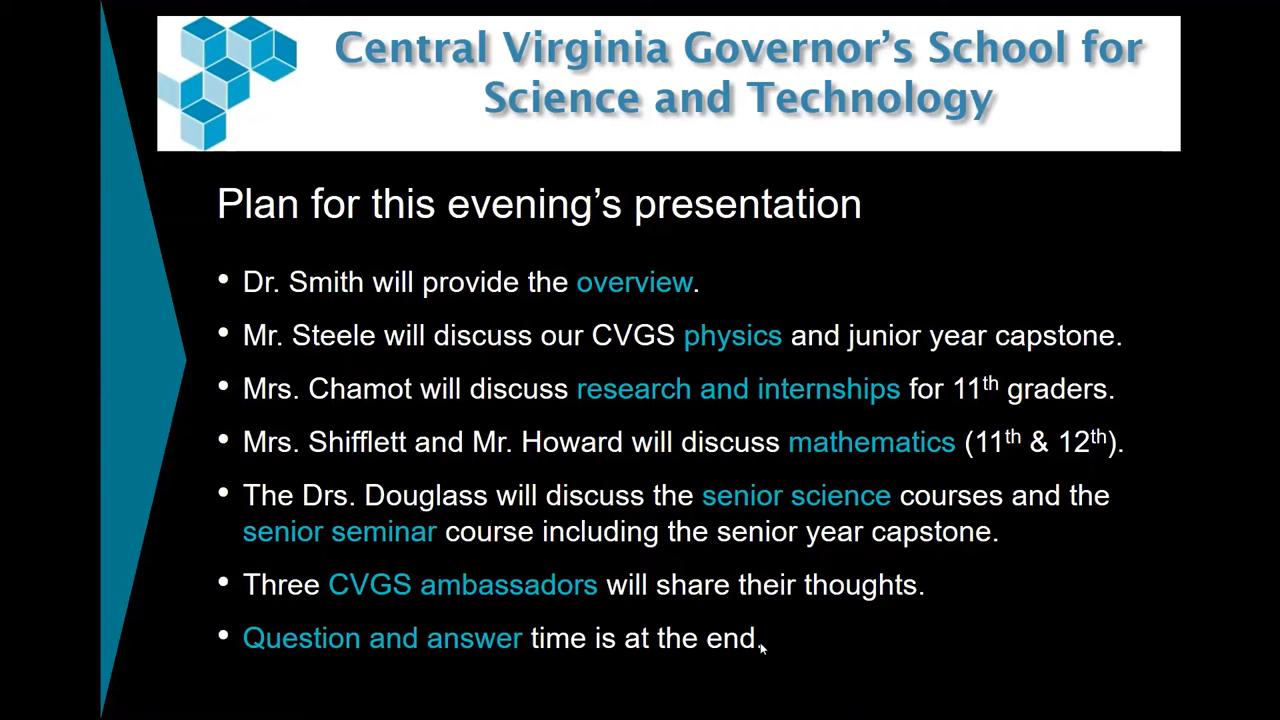 Central Virginia Governor’s School for
Science and Technology
Plan for this evening’s presentation
• Dr. Smith will provide the overview.
• Mr. Steele will discuss our CVGS physics and junior year capstone.
• Mrs. Chamot will discuss research and internships for 11th graders.
• Mrs. Shifflett and Mr. Howard will discuss mathematics (11th & 12th).
• The Drs. Douglass will discuss the senior science courses and the
senior seminar course including the senior year capstone.
• Three CVGS ambassadors will share their thoughts.
• Question and answer time is at the end.